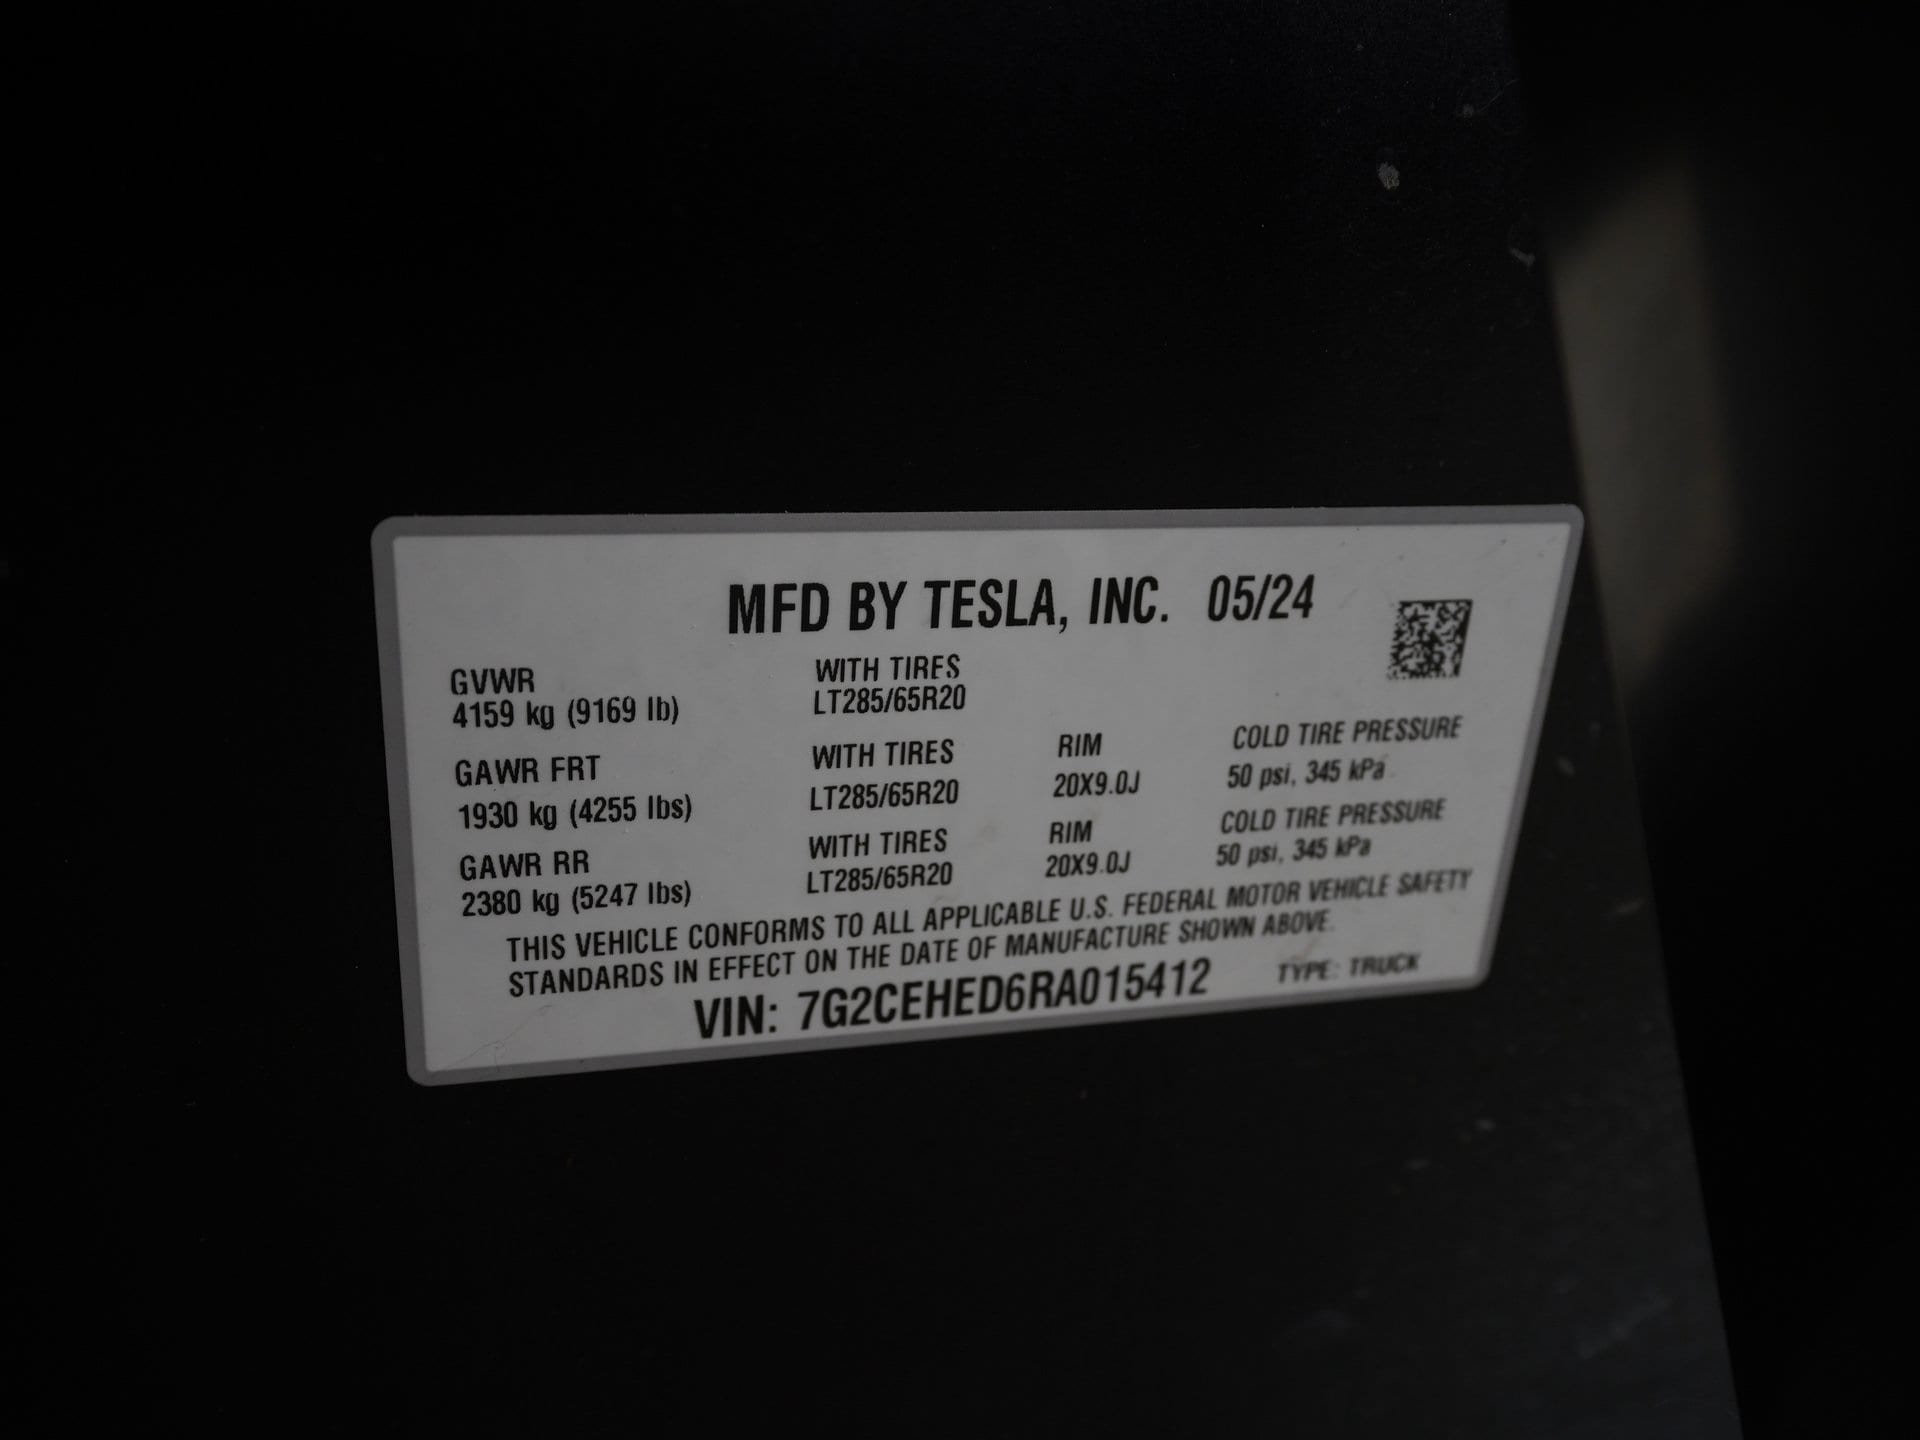 MFD BY TESLA, INC. 05/24
GVWR WITH TIRES
4159 kg (9169 lb) LT285/65R20
GAWR FRT WITH TIRES RIM COLD TIRE PRESSURE
1930 kg (4255 lbs) LT285/65R20 20X9.0J 50 psi, 345 kPa
GAWR RR WITH TIRES RIM COLD TIRE PRESSURE
2380 kg (5247 lbs) LT285/65R20 20X9.0J 50 psi, 345 kPa
THIS VEHICLE CONFORMS TO ALL APPLICABLE U.S. FEDERAL MOTOR VEHICLE SAFETY
STANDARDS IN EFFECT ON THE DATE OF MANUFACTURE SHOWN ABOVE.
VIN: 7G2CEHED6RA015412 TYPE: TRUCK